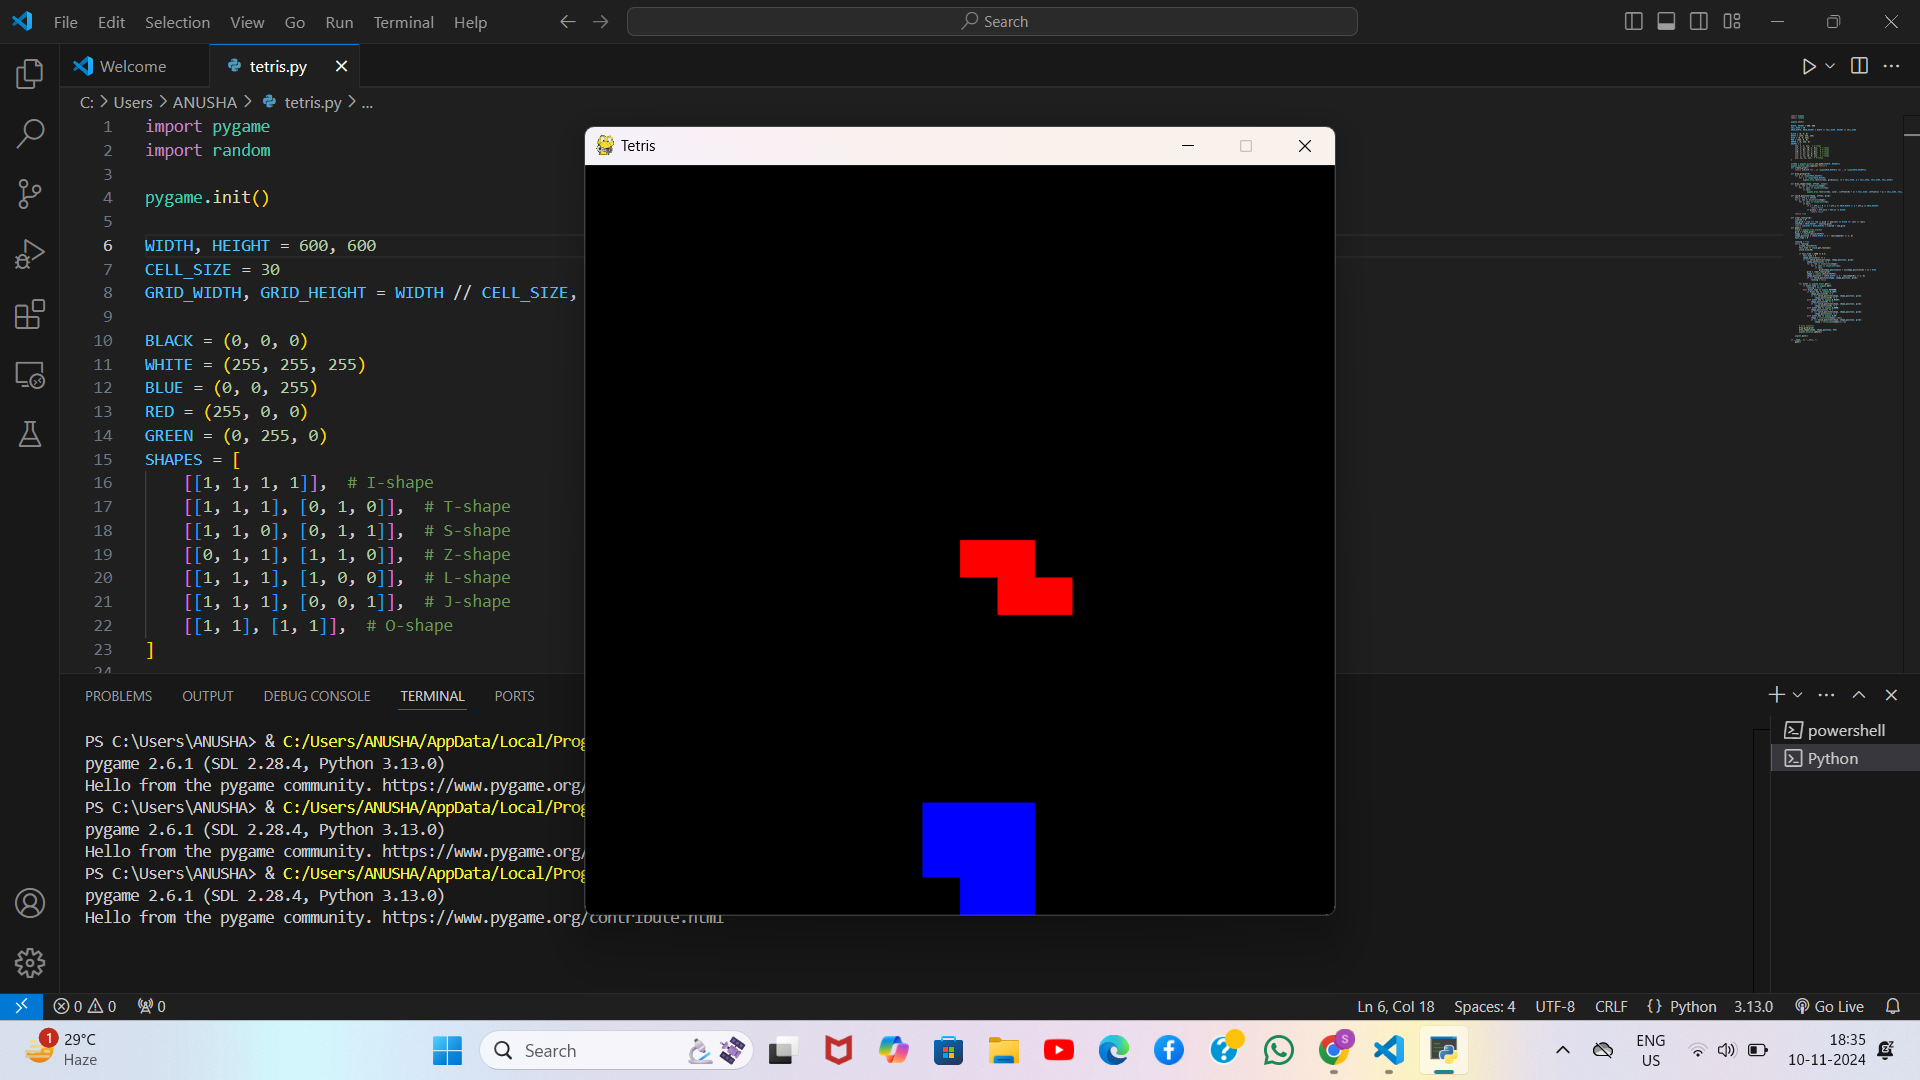 File Edit Selection View Go Run Terminal Help
Search
Welcome
tetris.py
C: > Users > ANUSHA > tetris.py > ...
1 import pygame
2 import random
3
4 pygame.init()
5
6 WIDTH, HEIGHT = 600, 600
7 CELL_SIZE = 30
8 GRID_WIDTH, GRID_HEIGHT = WIDTH // CELL_SIZE,
9
10 BLACK = (0, 0, 0)
11 WHITE = (255, 255, 255)
12 BLUE = (0, 0, 255)
13 RED = (255, 0, 0)
14 GREEN = (0, 255, 0)
15 SHAPES = [
16 [[1, 1, 1, 1]], # I-shape
17 [[1, 1, 1], [0, 1, 0]], # T-shape
18 [[1, 1, 0], [0, 1, 1]], # S-shape
19 [[0, 1, 1], [1, 1, 0]], # Z-shape
20 [[1, 1, 1], [1, 0, 0]], # L-shape
21 [[1, 1, 1], [0, 0, 1]], # J-shape
22 [[1, 1], [1, 1]], # O-shape
23 ]
24
Tetris
PROBLEMS OUTPUT DEBUG CONSOLE TERMINAL PORTS
PS C:\Users\ANUSHA> & C:/Users/ANUSHA/AppData/Local/Prog
pygame 2.6.1 (SDL 2.28.4, Python 3.13.0)
Hello from the pygame community. https://www.pygame.org/
PS C:\Users\ANUSHA> & C:/Users/ANUSHA/AppData/Local/Prog
pygame 2.6.1 (SDL 2.28.4, Python 3.13.0)
Hello from the pygame community. https://www.pygame.org/
PS C:\Users\ANUSHA> & C:/Users/ANUSHA/AppData/Local/Prog
pygame 2.6.1 (SDL 2.28.4, Python 3.13.0)
Hello from the pygame community. https://www.pygame.org/contribute.html
powershell
Python
0 0 0
Ln 6, Col 18 Spaces: 4 UTF-8 CRLF {} Python 3.13.0 Go Live
1
29°C
Haze
Search
S
ENG
US
18:35
10-11-2024